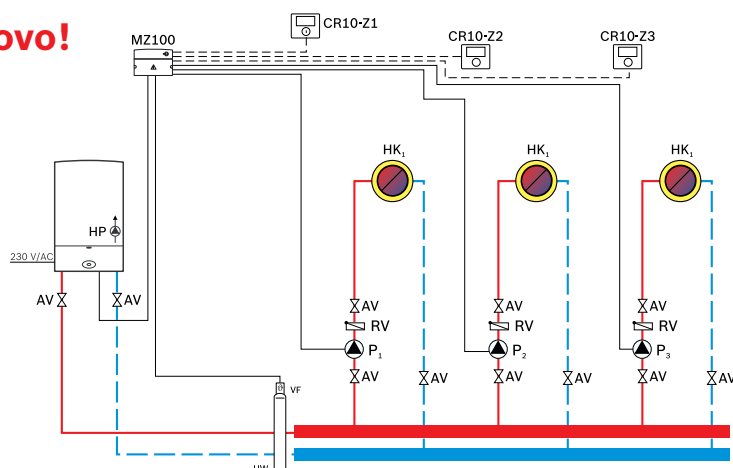 ovo!
MZ100
CR10-Z1
CR10-Z2
CR10-Z3
HK₁
HK₁
HK₁
HP
230 V/AC
AV
AV
AV
AV
AV
RV
RV
RV
P₁
P₂
P₃
AV
AV
AV
AV
AV
AV
VF